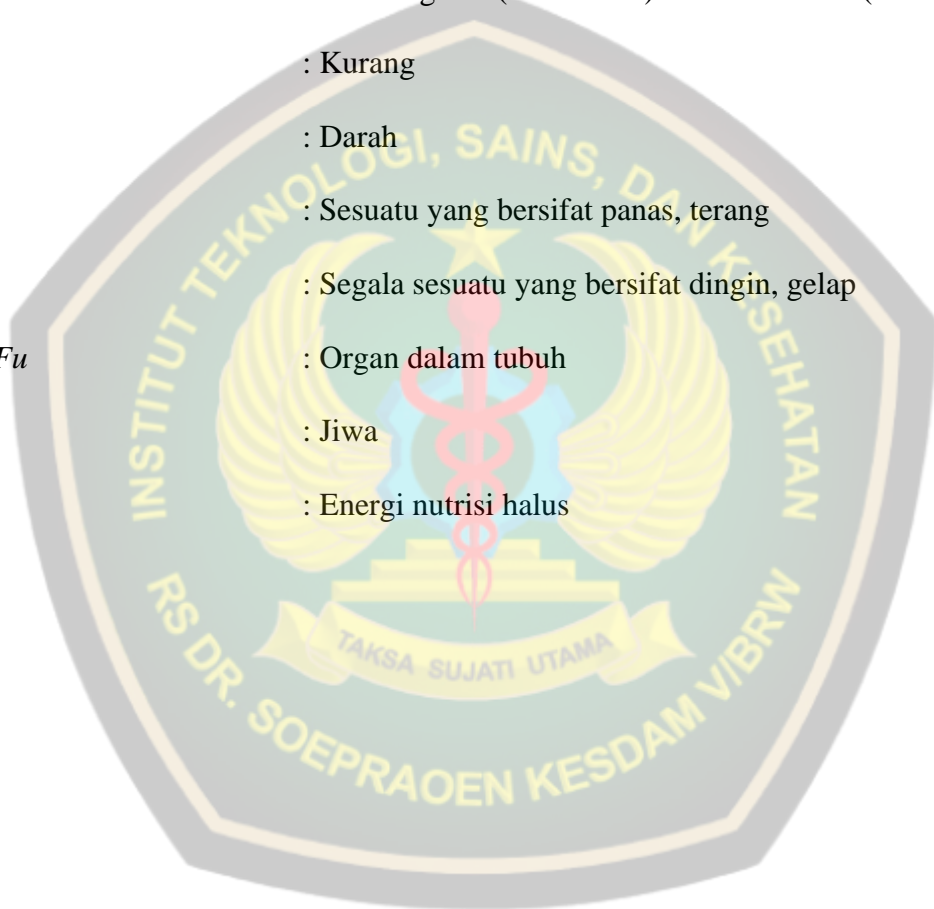 : Kurang
: Darah
: Sesuatu yang bersifat panas, terang
: Segala sesuatu yang bersifat dingin, gelap
Fu : Organ dalam tubuh
: Jiwa
: Energi nutrisi halus
INSTITUT TEKNOLOGI, SAINS, DAN KESEHATAN
TAKSA SUJATI UTAMA
RS DR. SOEPRAOEN KESDAM V/BRW